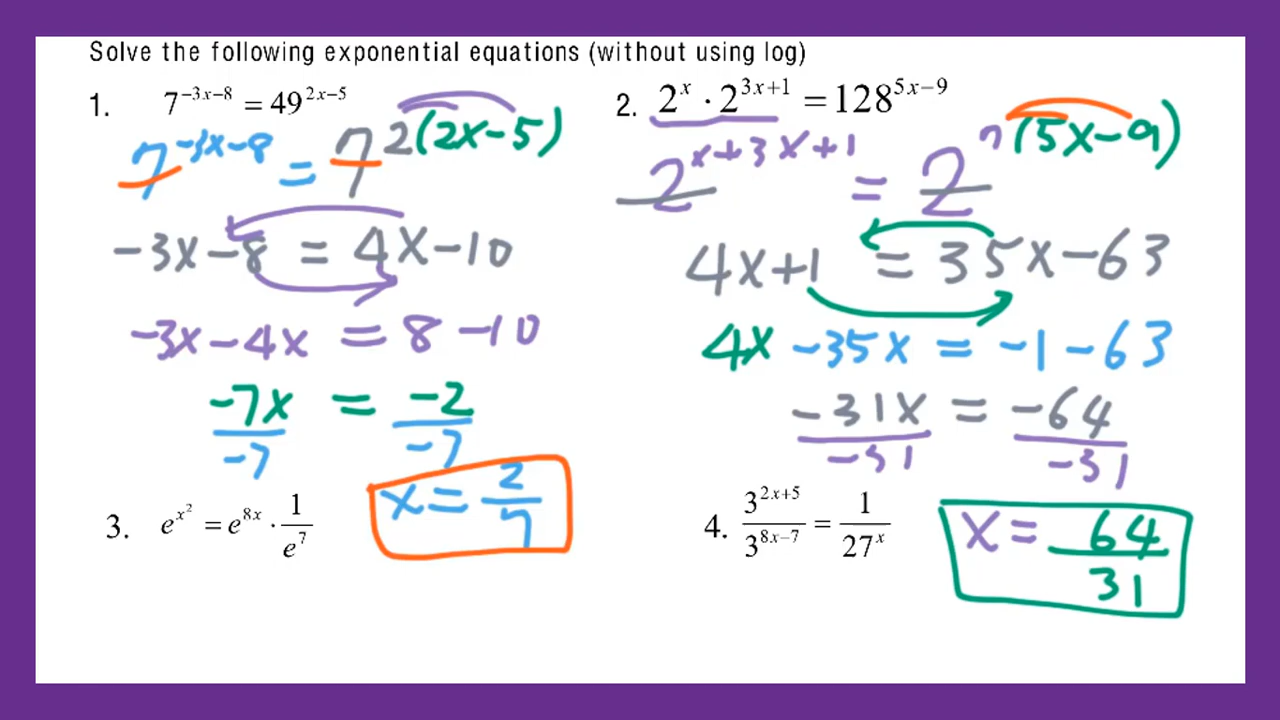 Solve the following exponential equations (without using log)
1. 7^{-3x-8} = 49^{2x-5}
7^{-3x-8} = 7^{2(2x-5)}
-3x-8 = 4x-10
-3x-4x = 8-10
-7x = -2
-7 -7
x = 2/7
2. 2^{x} · 2^{3x+1} = 128^{5x-9}
2^{x+3x+1} = 2^{7(5x-9)}
4x+1 = 35x-63
4x -35x = -1-63
-31x = -64
-31 -31
x = 64/31
3. e^{x^{2}} = e^{8x} · 1/e^{7}
4. 3^{2x+5}/3^{8x-7} = 1/27^{x}